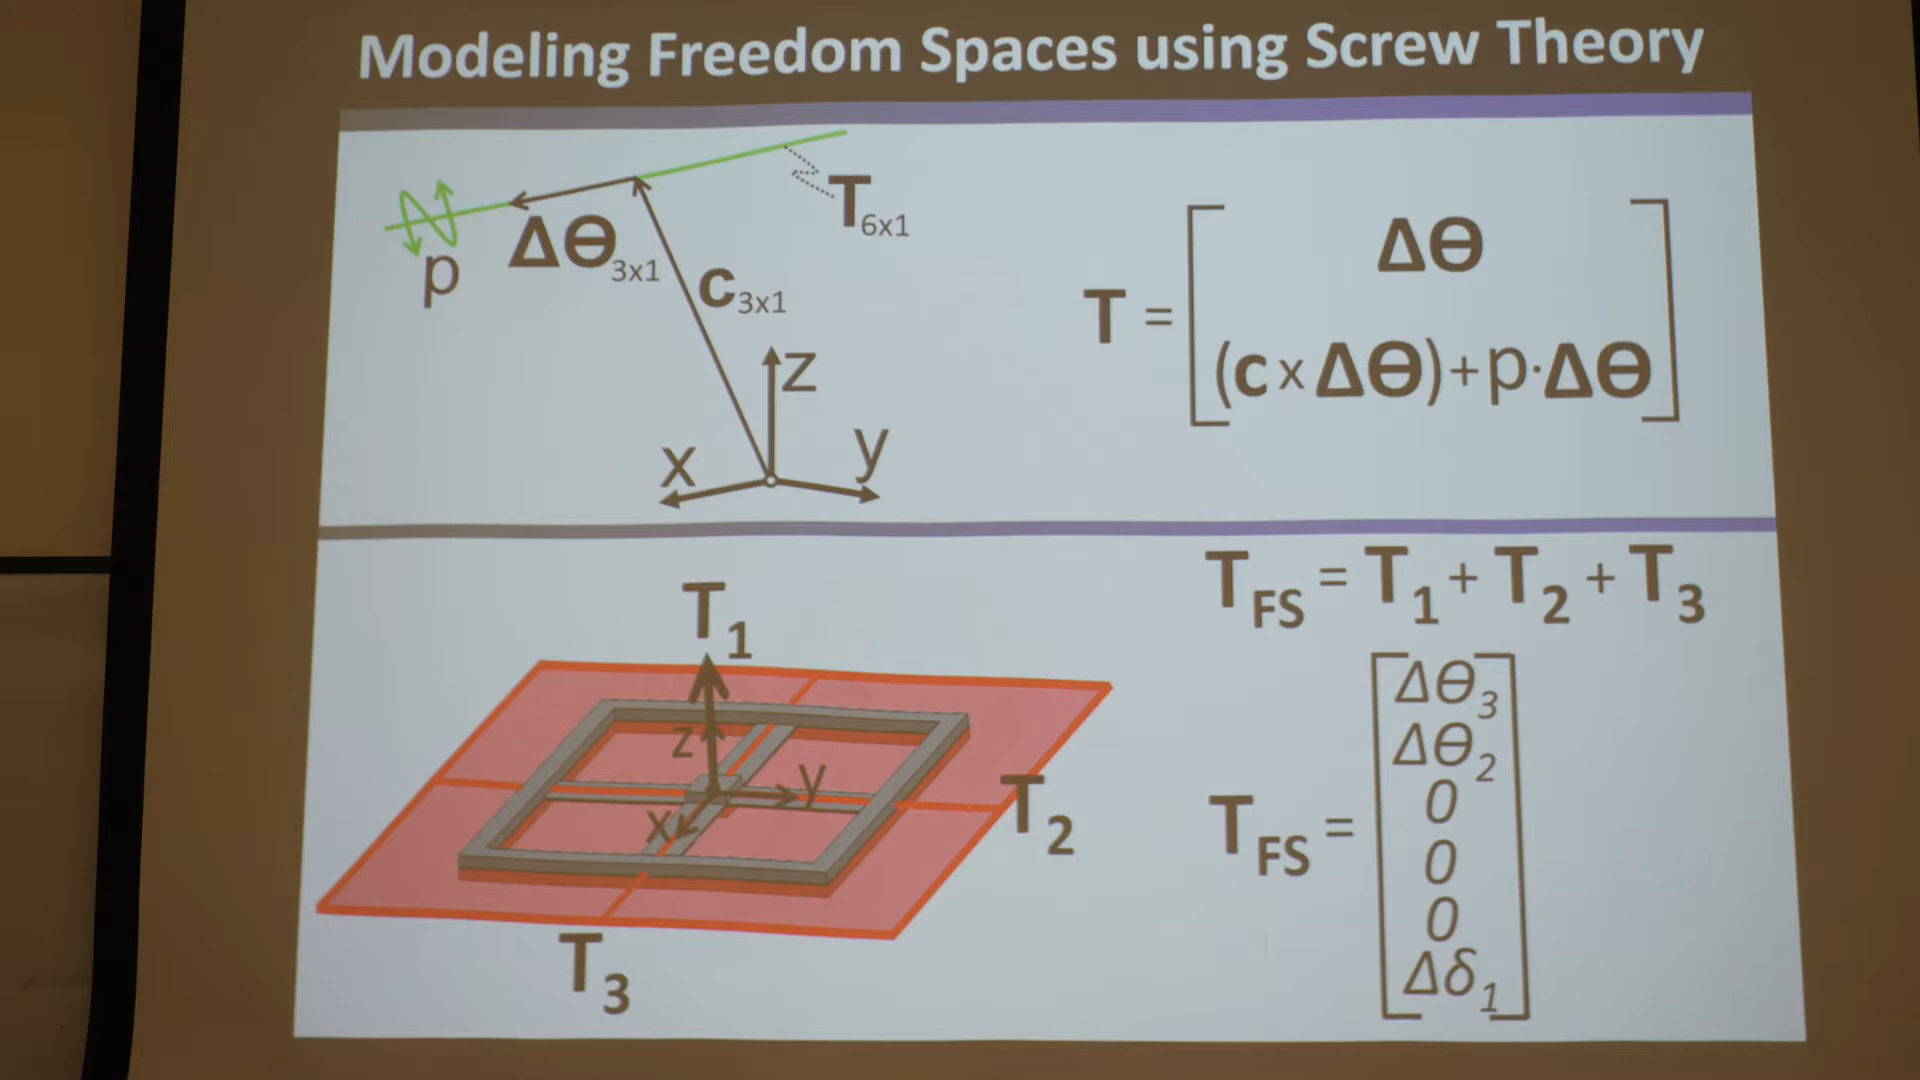 Modeling Freedom Spaces using Screw Theory
T6x1
p
ΔΘ3x1
c3x1
z
x
y
T = [ ΔΘ
(c x ΔΘ)+p·ΔΘ ]
T1
z
y
x
T2
T3
TFS = T1 + T2 + T3
TFS = [ ΔΘ3
ΔΘ2
0
0
0
Δδ1 ]